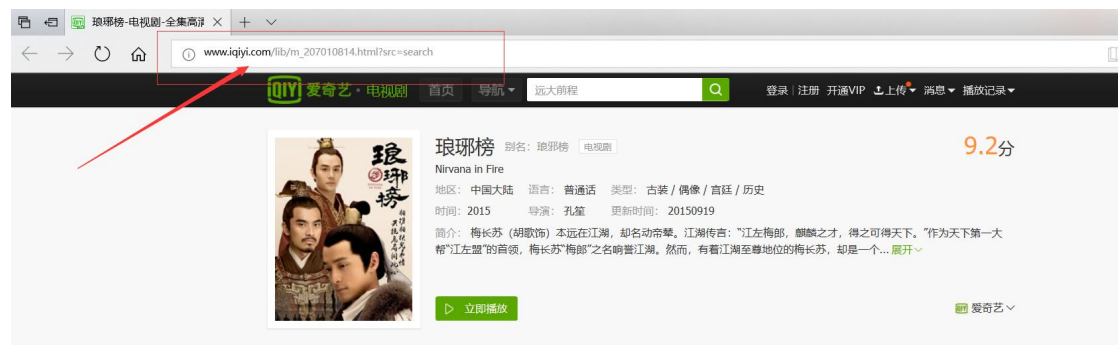 琅琊榜-电视剧-全集高清
www.iqiyi.com/lib/m_207010814.html?src=search
iQIYI 爱奇艺·电视剧 首页 导航 远大前程 登录 | 注册 开通VIP 上传 消息 播放记录
琅琊榜 别名: 琅邪榜 电视剧 9.2分
Nirvana in Fire
地区: 中国大陆 语言: 普通话 类型: 古装 / 偶像 / 宫廷 / 历史
时间: 2015 导演: 孔笙 更新时间: 20150919
简介: 梅长苏（胡歌饰）本远在江湖，却名动帝辇。江湖传言：“江左梅郎，麒麟之才，得之可得天下。”作为天下第一大
帮“江左盟”的首领，梅长苏“梅郎”之名响誉江湖。然而，有着江湖至尊地位的梅长苏，却是一个... 展开
立即播放 爱奇艺
琅琊榜